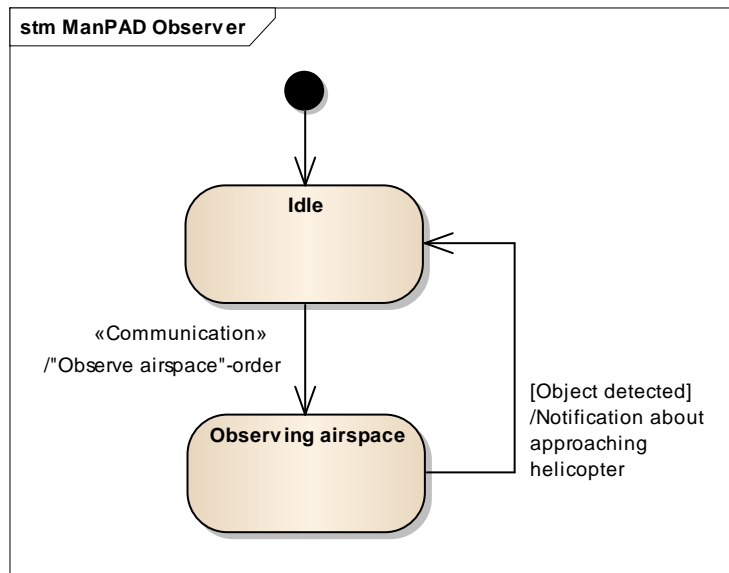 stm ManPAD Observer
Idle
«Communication»
/"Observe airspace"-order
Observing airspace
[Object detected]
/Notification about
approaching
helicopter